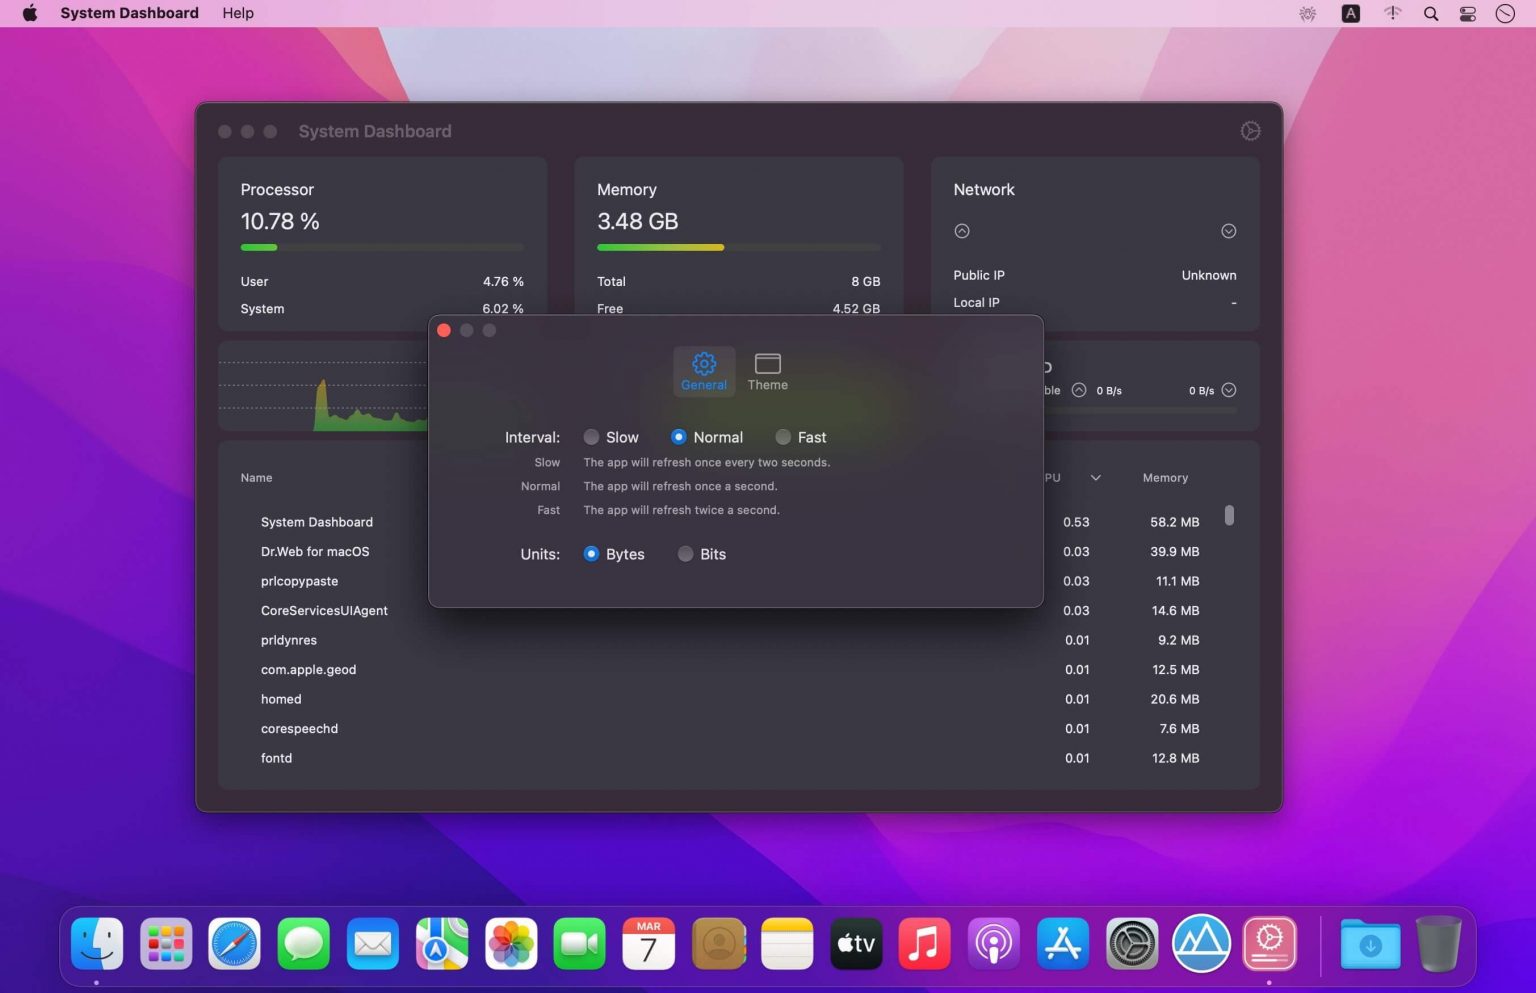 System Dashboard Help
A
System Dashboard
Processor
10.78 %
User 4.76 %
System 6.02 %
Memory
3.48 GB
Total 8 GB
Free 4.52 GB
Network
Public IP Unknown
Local IP -
0 B/s 0 B/s
General Theme
Interval: Slow Normal Fast
Slow The app will refresh once every two seconds.
Normal The app will refresh once a second.
Fast The app will refresh twice a second.
Units: Bytes Bits
Name PU Memory
System Dashboard 0.53 58.2 MB
Dr.Web for macOS 0.03 39.9 MB
prlcopypaste 0.03 11.1 MB
CoreServicesUIAgent 0.03 14.6 MB
prldynres 0.01 9.2 MB
com.apple.geod 0.01 12.5 MB
homed 0.01 20.6 MB
corespeechd 0.01 7.6 MB
fontd 0.01 12.8 MB
MAR
7
tv